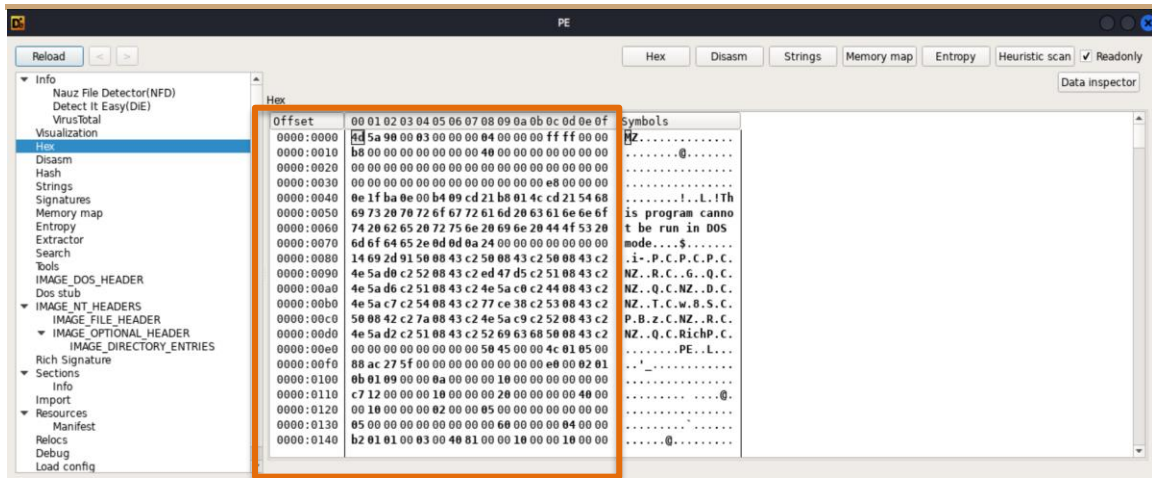 PE
Reload < > Hex Disasm Strings Memory map Entropy Heuristic scan Readonly
Data inspector
Info
Nauz File Detector(NFD)
Detect It Easy(DiE)
VirusTotal
Visualization
Hex
Disasm
Hash
Strings
Signatures
Memory map
Entropy
Extractor
Search
Tools
IMAGE_DOS_HEADER
Dos stub
IMAGE_NT_HEADERS
IMAGE_FILE_HEADER
IMAGE_OPTIONAL_HEADER
IMAGE_DIRECTORY_ENTRIES
Rich Signature
Sections
Info
Import
Resources
Manifest
Relocs
Debug
Load config
Hex
Offset 00 01 02 03 04 05 06 07 08 09 0a 0b 0c 0d 0e 0f Symbols
0000:0000 4d 5a 90 00 03 00 00 00 04 00 00 00 ff ff 00 00 MZ..............
0000:0010 b8 00 00 00 00 00 00 00 40 00 00 00 00 00 00 00 ........@.......
0000:0020 00 00 00 00 00 00 00 00 00 00 00 00 00 00 00 00 ................
0000:0030 00 00 00 00 00 00 00 00 00 00 00 00 e8 00 00 00 ................
0000:0040 0e 1f ba 0e 00 b4 09 cd 21 b8 01 4c cd 21 54 68 ........!..L.!Th
0000:0050 69 73 20 70 72 6f 67 72 61 6d 20 63 61 6e 6e 6f is program canno
0000:0060 74 20 62 65 20 72 75 6e 20 69 6e 20 44 4f 53 20 t be run in DOS
0000:0070 6d 6f 64 65 2e 0d 0d 0a 24 00 00 00 00 00 00 00 mode....$.......
0000:0080 14 69 2d 91 50 08 43 c2 50 08 43 c2 50 08 43 c2 .i-.P.C.P.C.P.C.
0000:0090 4e 5a d0 c2 52 08 43 c2 ed 47 d5 c2 51 08 43 c2 NZ..R.C..G..Q.C.
0000:00a0 4e 5a d6 c2 51 08 43 c2 4e 5a c0 c2 44 08 43 c2 NZ..Q.C.NZ..D.C.
0000:00b0 4e 5a c7 c2 54 08 43 c2 77 ce 38 c2 53 08 43 c2 NZ..T.C.w.8.S.C.
0000:00c0 50 08 42 c2 7a 08 43 c2 4e 5a c9 c2 52 08 43 c2 P.B.z.C.NZ..R.C.
0000:00d0 4e 5a d2 c2 51 08 43 c2 52 69 63 68 50 08 43 c2 NZ..Q.C.RichP.C.
0000:00e0 00 00 00 00 00 00 00 00 50 45 00 00 4c 01 05 00 ........PE..L...
0000:00f0 88 ac 27 5f 00 00 00 00 00 00 00 00 e0 00 02 01 ..'_............
0000:0100 0b 01 09 00 00 0a 00 00 00 10 00 00 00 00 00 00 ................
0000:0110 c7 12 00 00 00 10 00 00 00 20 00 00 00 00 40 00 ......... ....@.
0000:0120 00 10 00 00 00 02 00 00 05 00 00 00 00 00 00 00 ................
0000:0130 05 00 00 00 00 00 00 00 00 60 00 00 00 04 00 00 .........`......
0000:0140 b2 01 01 00 03 00 40 81 00 00 10 00 00 10 00 00 ......@.........